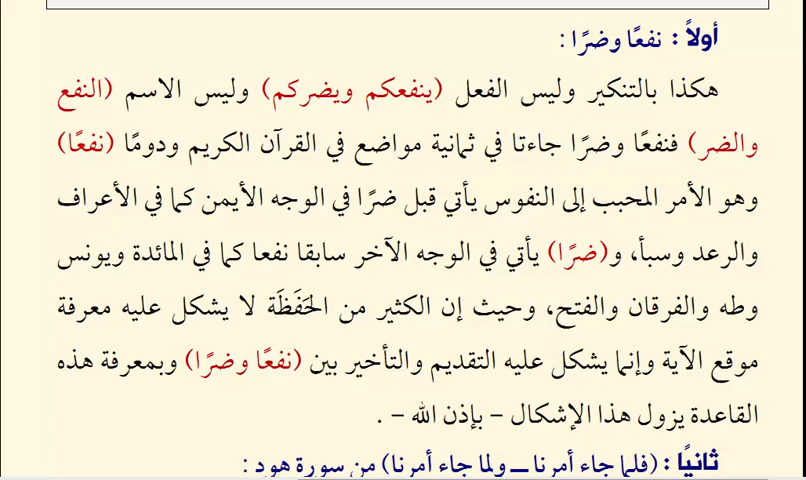 أولاً : نفعًا وضرًا :
هكذا بالتنكير وليس الفعل (ينفعكم ويضركم) وليس الاسم (النفع
والضر) فنفعًا وضرًا جاءتا في ثمانية مواضع في القرآن الكريم ودومًا (نفعًا)
وهو الأمر المحبب إلى النفوس يأتي قبل ضرًا في الوجه الأيمن كما في الأعراف
والرعد وسبأ، و(ضرًا) يأتي في الوجه الآخر سابقا نفعا كما في المائدة ويونس
وطه والفرقان والفتح، وحيث إن الكثير من الحَفَظَة لا يشكل عليه معرفة
موقع الآية وإنما يشكل عليه التقديم والتأخير بين (نفعًا وضرًا) وبمعرفة هذه
القاعدة يزول هذا الإشكال – بإذن الله – .
ثانيًا : (فلما جاء أمرنا ــ ولما جاء أمرنا) من سورة هود :